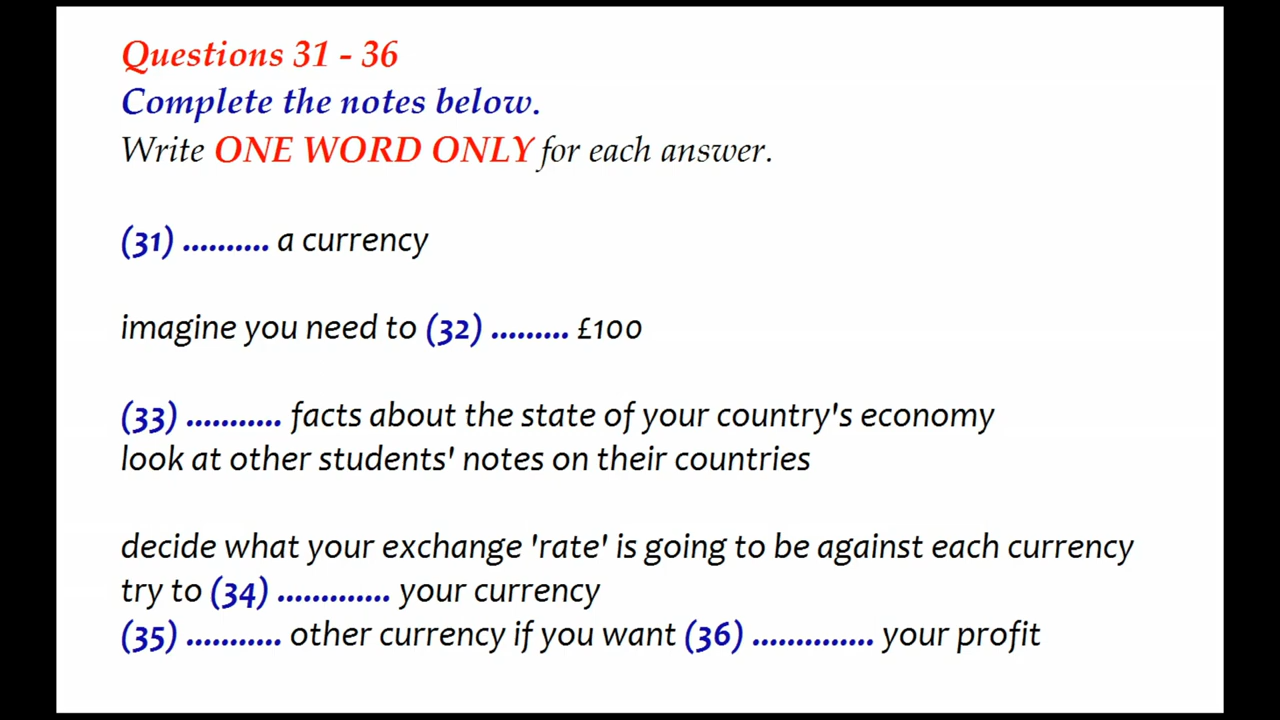 Questions 31 - 36
Complete the notes below.
Write ONE WORD ONLY for each answer.
(31) .......... a currency
imagine you need to (32) ......... £100
(33) ........... facts about the state of your country's economy
look at other students' notes on their countries
decide what your exchange 'rate' is going to be against each currency
try to (34) ............. your currency
(35) ........... other currency if you want (36) .............. your profit